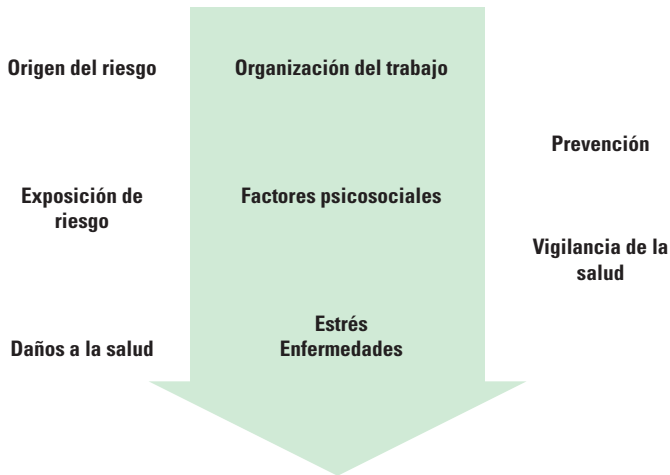 Origen del riesgo
Organización del trabajo
Prevención
Exposición de
riesgo
Factores psicosociales
Vigilancia de la
salud
Daños a la salud
Estrés
Enfermedades